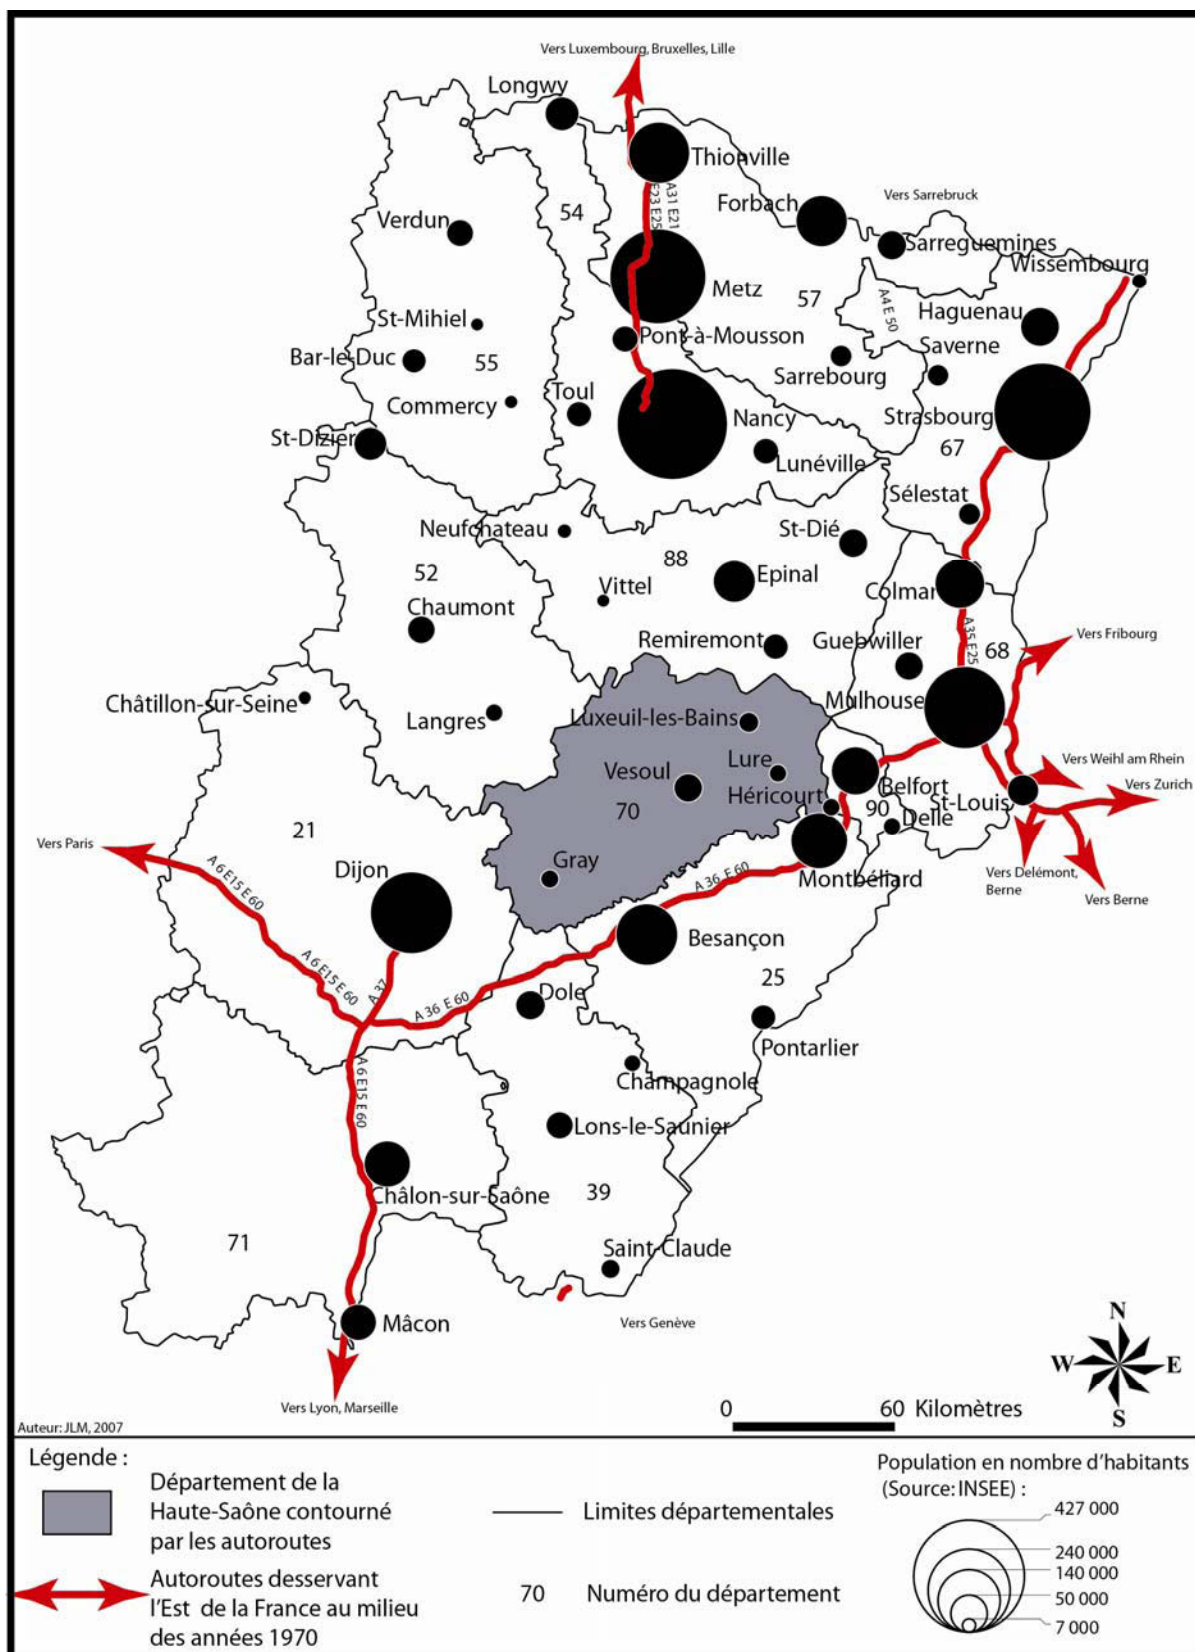 Vers Luxembourg, Bruxelles, Lille
Longwy
Thionville
A31 E21
E23 E25
Forbach
Vers Sarrebruck
54
Verdun
Sarreguemines
Wissembourg
Metz
57
A4 E 50
Haguenau
St-Mihiel
Pont-à-Mousson
Saverne
Bar-le-Duc
55
Sarrebourg
Commercy
Toul
Nancy
Strasbourg
St-Dizier
Lunéville
67
Sélestat
Neufchateau
St-Dié
88
52
Vittel
Epinal
Colmar
Chaumont
Remiremont
Guebwiller
A35 E25
68
Vers Fribourg
Châtillon-sur-Seine
Langres
Luxeuil-les-Bains
Mulhouse
Lure
Vers Weihl am Rhein
Vesoul
Belfort
Vers Zurich
Héricourt
St-Louis
70
90
Delle
21
Vers Paris
Gray
Dijon
A 6 E15 E 60
A 36 E 60
Montbéliard
Vers Delémont,
Berne
Vers Berne
Besançon
A 6 E15 E 60
A 37
25
A 36 E 60
Dole
Pontarlier
A 6 E15 E 60
Champagnole
Lons-le-Saunier
Châlon-sur-Saône
39
71
Saint-Claude
Mâcon
Vers Genève
Vers Lyon, Marseille
N
W
E
S
0
60 Kilomètres
Auteur: JLM, 2007
Légende :
Département de la
Haute-Saône contourné
par les autoroutes
Autoroutes desservant
l'Est de la France au milieu
des années 1970
Limites départementales
70
Numéro du département
Population en nombre d'habitants
(Source: INSEE) :
427 000
240 000
140 000
50 000
7 000